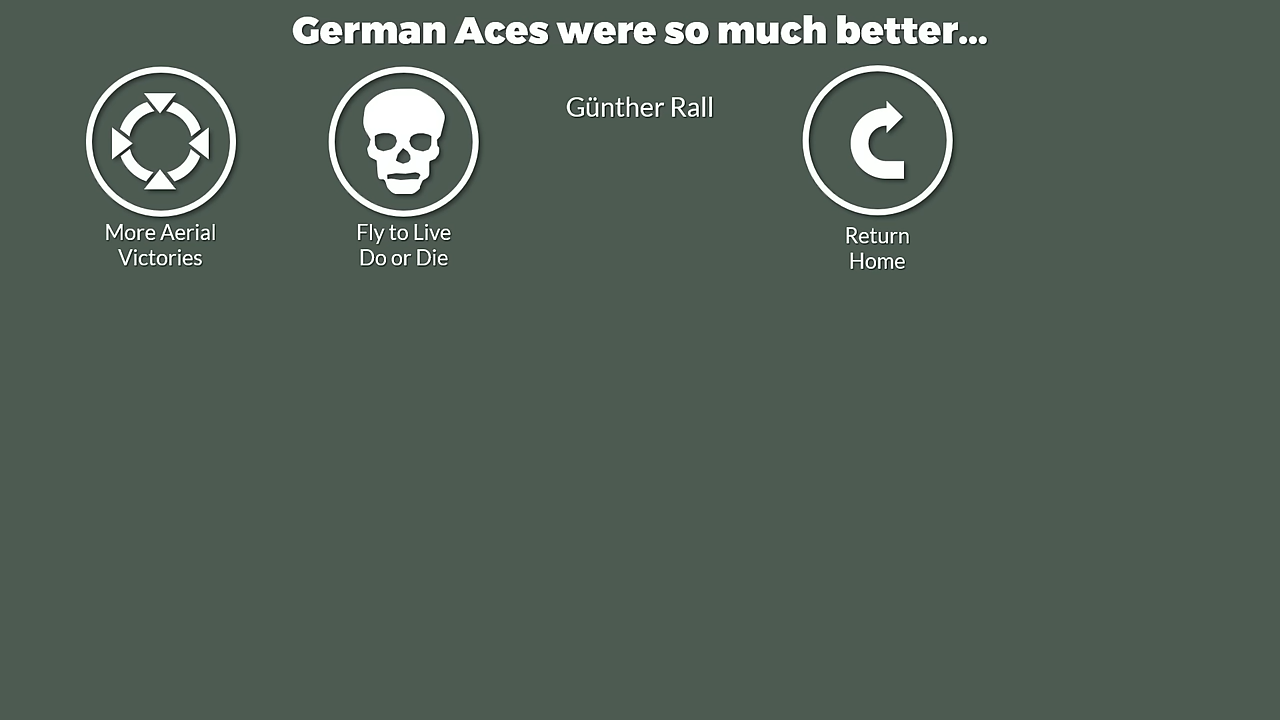 German Aces were so much better...
More Aerial
Victories
Fly to Live
Do or Die
Günther Rall
Return
Home